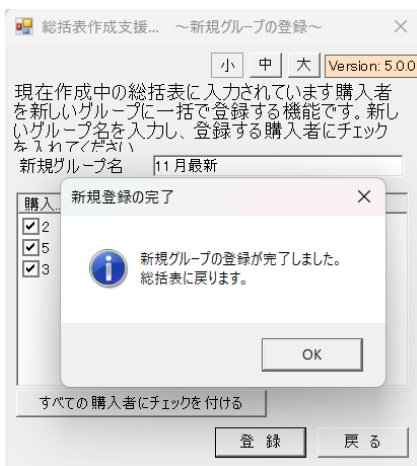 総括表作成支援... ～新規グループの登録～
小 中 大 Version: 5.0.0
現在作成中の総括表に入力されています購入者
を新しいグループに一括で登録する機能です。新し
いグループ名を入力し、登録する購入者にチェック
を入れてください
新規グループ名 11月最新
購入...
新規登録の完了
2
5
3
新規グループの登録が完了しました。
総括表に戻ります。
OK
すべての購入者にチェックを付ける
登 録 戻 る